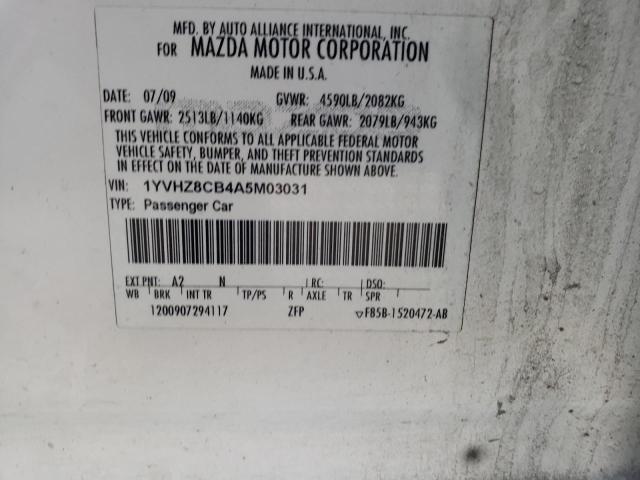 MFD. BY AUTO ALLIANCE INTERNATIONAL, INC.
FOR MAZDA MOTOR CORPORATION
MADE IN U.S.A.
DATE: 07/09 GVWR: 4590LB/2082KG
FRONT GAWR: 2513LB/1140KG REAR GAWR: 2079LB/943KG
THIS VEHICLE CONFORMS TO ALL APPLICABLE FEDERAL MOTOR
VEHICLE SAFETY, BUMPER, AND THEFT PREVENTION STANDARDS
IN EFFECT ON THE DATE OF MANUFACTURE SHOWN ABOVE.
VIN: 1YVHZ8CB4A5M03031
TYPE: Passenger Car
EXT PNT: A2 N RC: DSO:
WB BRK INT TR TP/PS R AXLE TR SPR
1200907294117 ZFP ▽F85B-1520472-AB